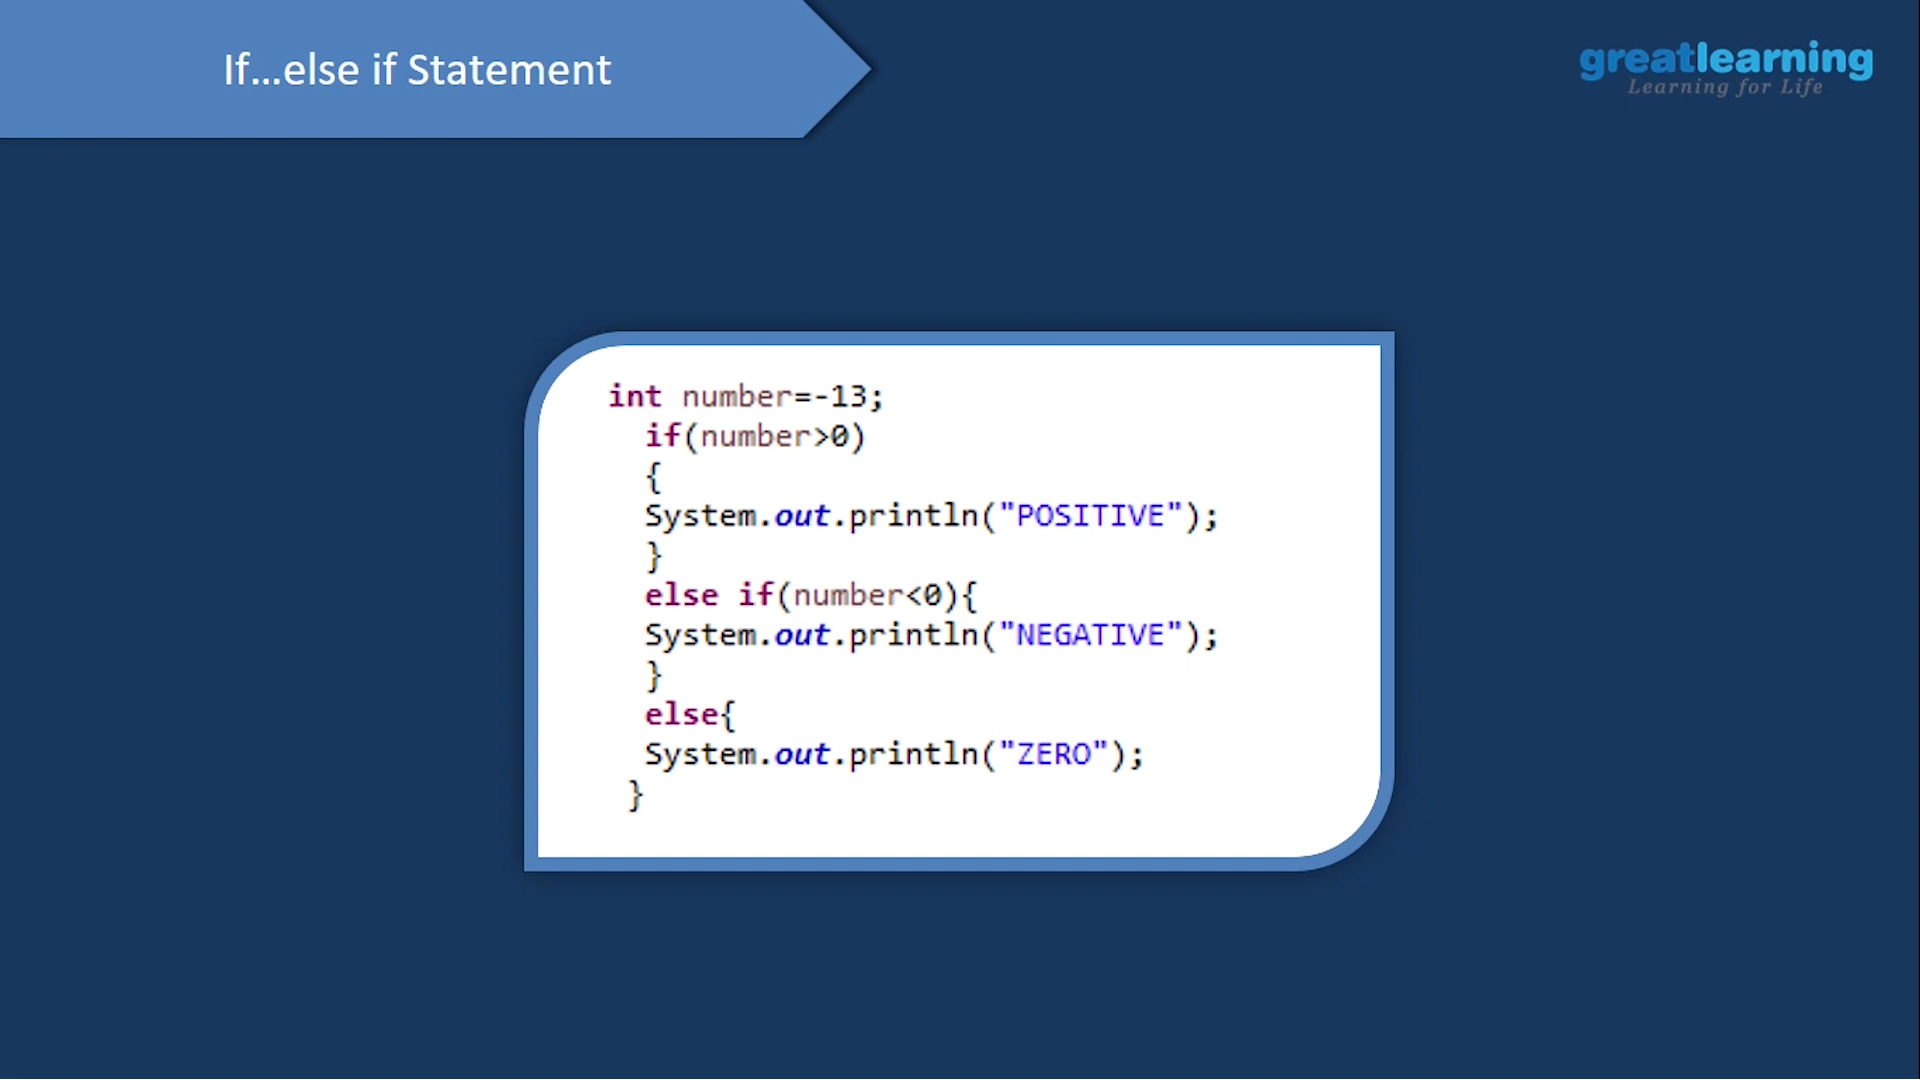 If...else if Statement
greatlearning
Learning for Life
int number=-13;
if(number>0)
{
System.out.println("POSITIVE");
}
else if(number<0){
System.out.println("NEGATIVE");
}
else{
System.out.println("ZERO");
}